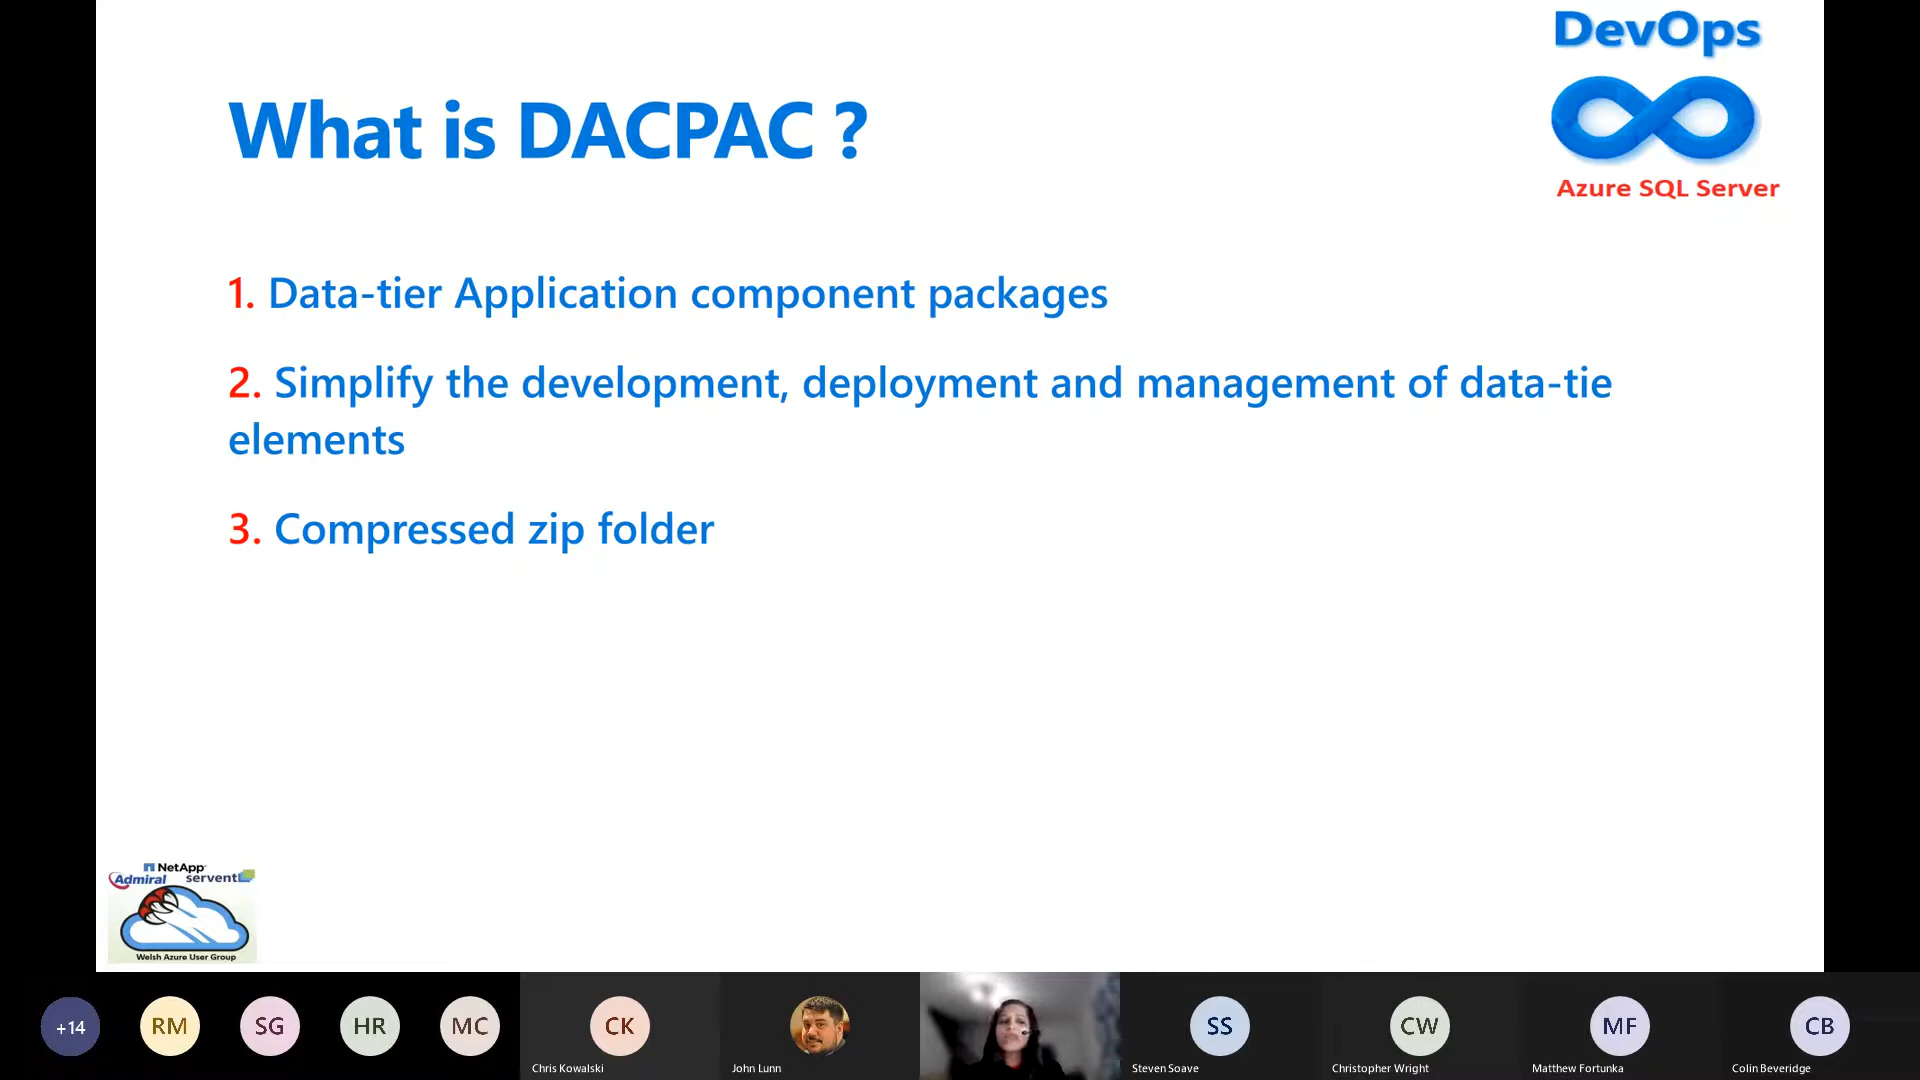 DevOps
What is DACPAC ?
Azure SQL Server
1. Data-tier Application component packages
2. Simplify the development, deployment and management of data-tie
elements
3. Compressed zip folder
NetApp
Admiral servent
Welsh Azure User Group
+14
RM
SG
HR
MC
CK
SS
CW
MF
CB
Chris Kowalski
John Lunn
Steven Soave
Christopher Wright
Matthew Fortunka
Colin Beveridge